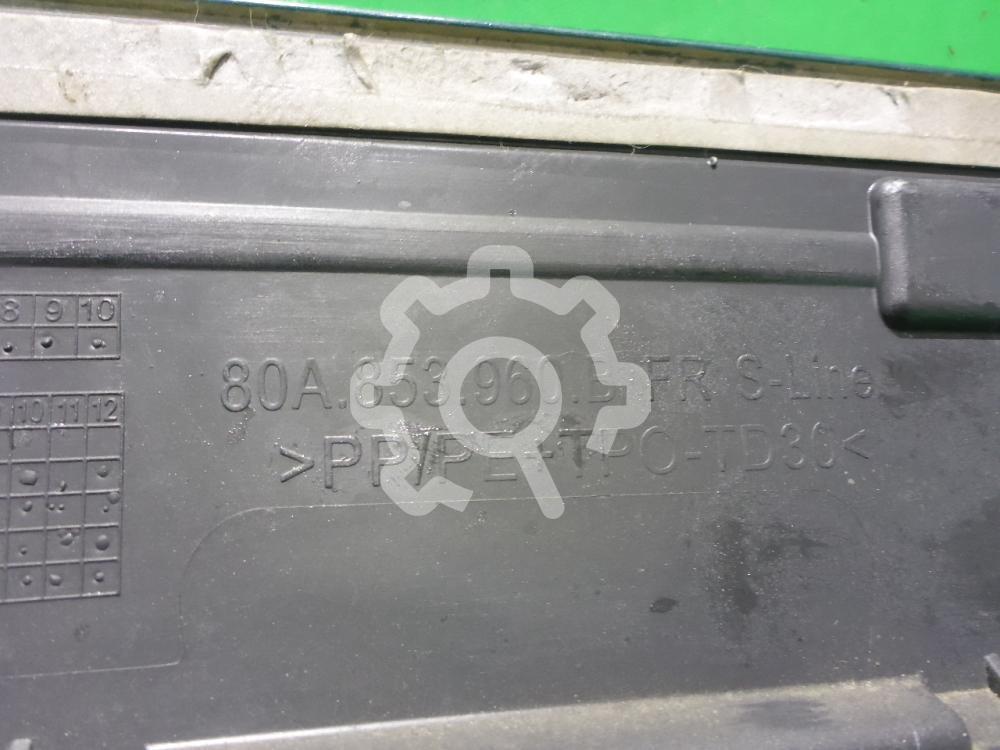 8 9 10
80A.853.960.B FR S-Line
10 11 12
>PP/PE-TPO-TD30<